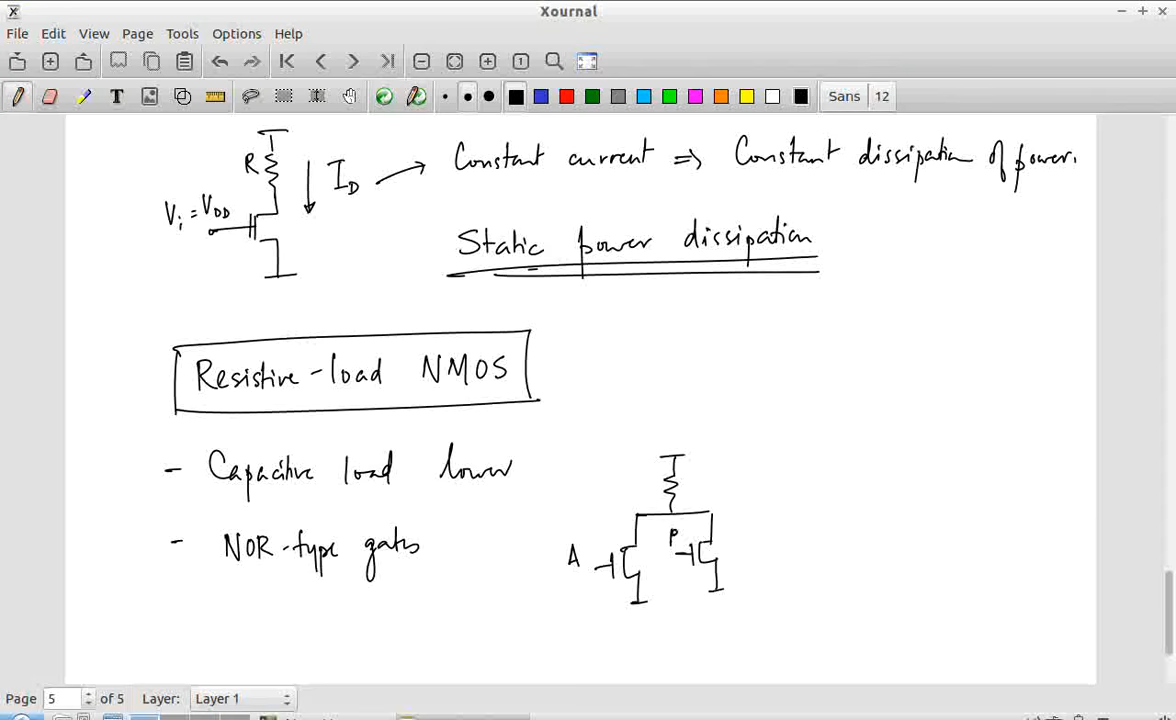 Xournal
File Edit View Page Tools Options Help
Sans 12
R
I_D
Constant current => Constant dissipation of power.
Vi = VDD
Static power dissipation
Resistive-load NMOS
- Capacitive load lower
- NOR-type gates
A
Page 5 of 5 Layer: Layer 1